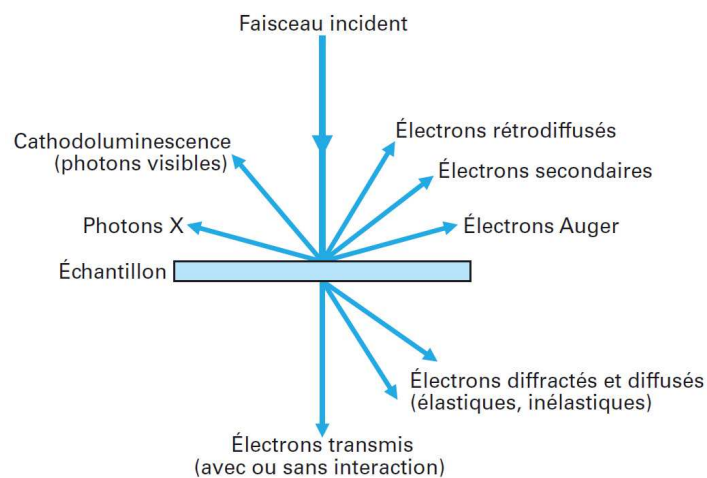 Faisceau incident
Cathodoluminescence
(photons visibles)
Électrons rétrodiffusés
Électrons secondaires
Photons X
Électrons Auger
Échantillon
Électrons diffractés et diffusés
(élastiques, inélastiques)
Électrons transmis
(avec ou sans interaction)